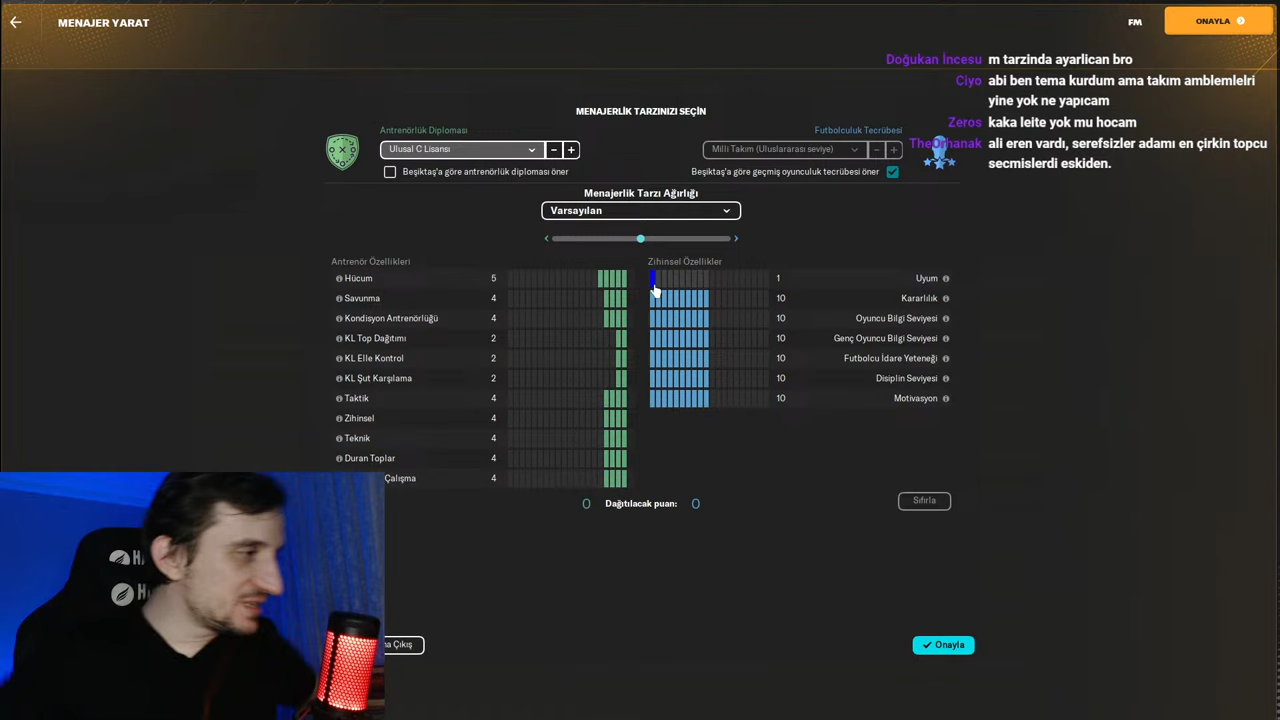 MENAJER YARAT
FM
ONAYLA
Doğukan İncesu m tarzinda ayarlican bro
Ciyo abi ben tema kurdum ama takım amblemlelri
yine yok ne yapıcam
Zeros kaka leite yok mu hocam
TheOrhanak ali eren vardı, serefsizler adamı en çirkin topcu
secmislerdi eskiden.
MENAJERLİK TARZINIZI SEÇİN
Antrenörlük Diploması
Futbolculuk Tecrübesi
Ulusal C Lisansı
Milli Takım (Uluslararası seviye)
Beşiktaş'a göre antrenörlük diploması öner
Beşiktaş'a göre geçmiş oyunculuk tecrübesi öner
Menajerlik Tarzı Ağırlığı
Varsayılan
Antrenör Özellikleri
Zihinsel Özellikler
Hücum 5
1 Uyum
Savunma 4
10 Kararlılık
Kondisyon Antrenörlüğü 4
10 Oyuncu Bilgi Seviyesi
KL Top Dağıtımı 2
10 Genç Oyuncu Bilgi Seviyesi
KL Elle Kontrol 2
10 Futbolcu İdare Yeteneği
KL Şut Karşılama 2
10 Disiplin Seviyesi
Taktik 4
10 Motivasyon
Zihinsel 4
Teknik 4
Duran Toplar 4
Çalışma 4
0 Dağıtılacak puan: 0
Sıfırla
Çıkış
Onayla